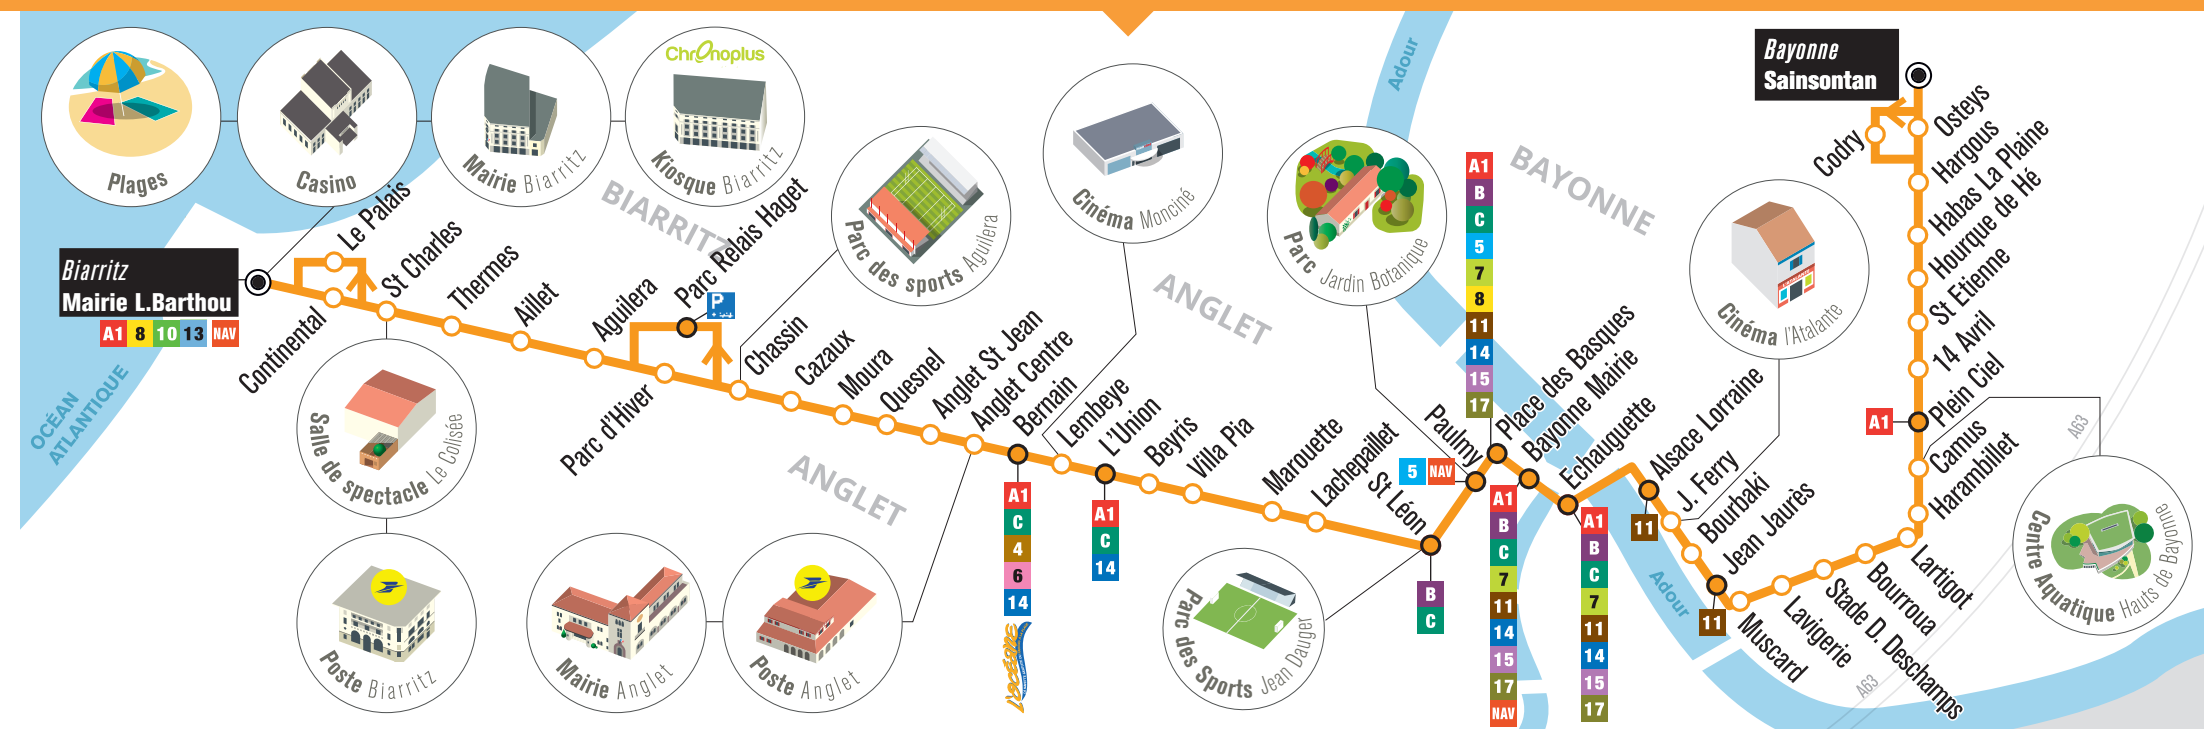 Plages
Casino
Mairie Biarritz
Chronoplus
Kiosque Biarritz
Biarritz
Mairie L.Barthou
A1 8 10 13 NAV
OCÉAN
ATLANTIQUE
BIARRITZ
Le Palais
Continental
St Charles
Salle de spectacle Le Colisée
Poste Biarritz
Thermes
Aillet
Aguilera
Parc Relais Haget
P
Parc d'Hiver
Chassin
Parc des sports Aguilera
Cazaux
Moura
Quesnel
Anglet St Jean
Anglet Centre
Mairie Anglet
Poste Anglet
ANGLET
Bernain
A1
C
4
6
14
l'OCÉANE
Lembeye
Cinéma Monciné
L'Union
A1
C
14
Beyris
Villa Pia
ANGLET
Marouette
Lachepaillet
St Léon
B
C
Parc des Sports Jean Dauger
Paulmy
5 NAV
Parc Jardin Botanique
Adour
BAYONNE
A1
B
C
5
7
8
11
14
15
17
Place des Basques
Bayonne Mairie
A1
B
C
7
11
14
15
17
NAV
Echauguette
A1
B
C
7
11
14
15
17
Adour
Alsace Lorraine
11
J. Ferry
Cinéma l'Atalante
Bourbaki
Jean Jaurès
11
Muscard
Lavigerie
Stade D. Deschamps
Bourroua
Lartigot
Harambillet
Camus
Centre Aquatique Hauts de Bayonne
A63
A63
Plein Ciel
A1
14 Avril
St Etienne
Hourque de Hé
Habas La Plaine
Hargous
Osteys
Codry
Bayonne
Sainsontan